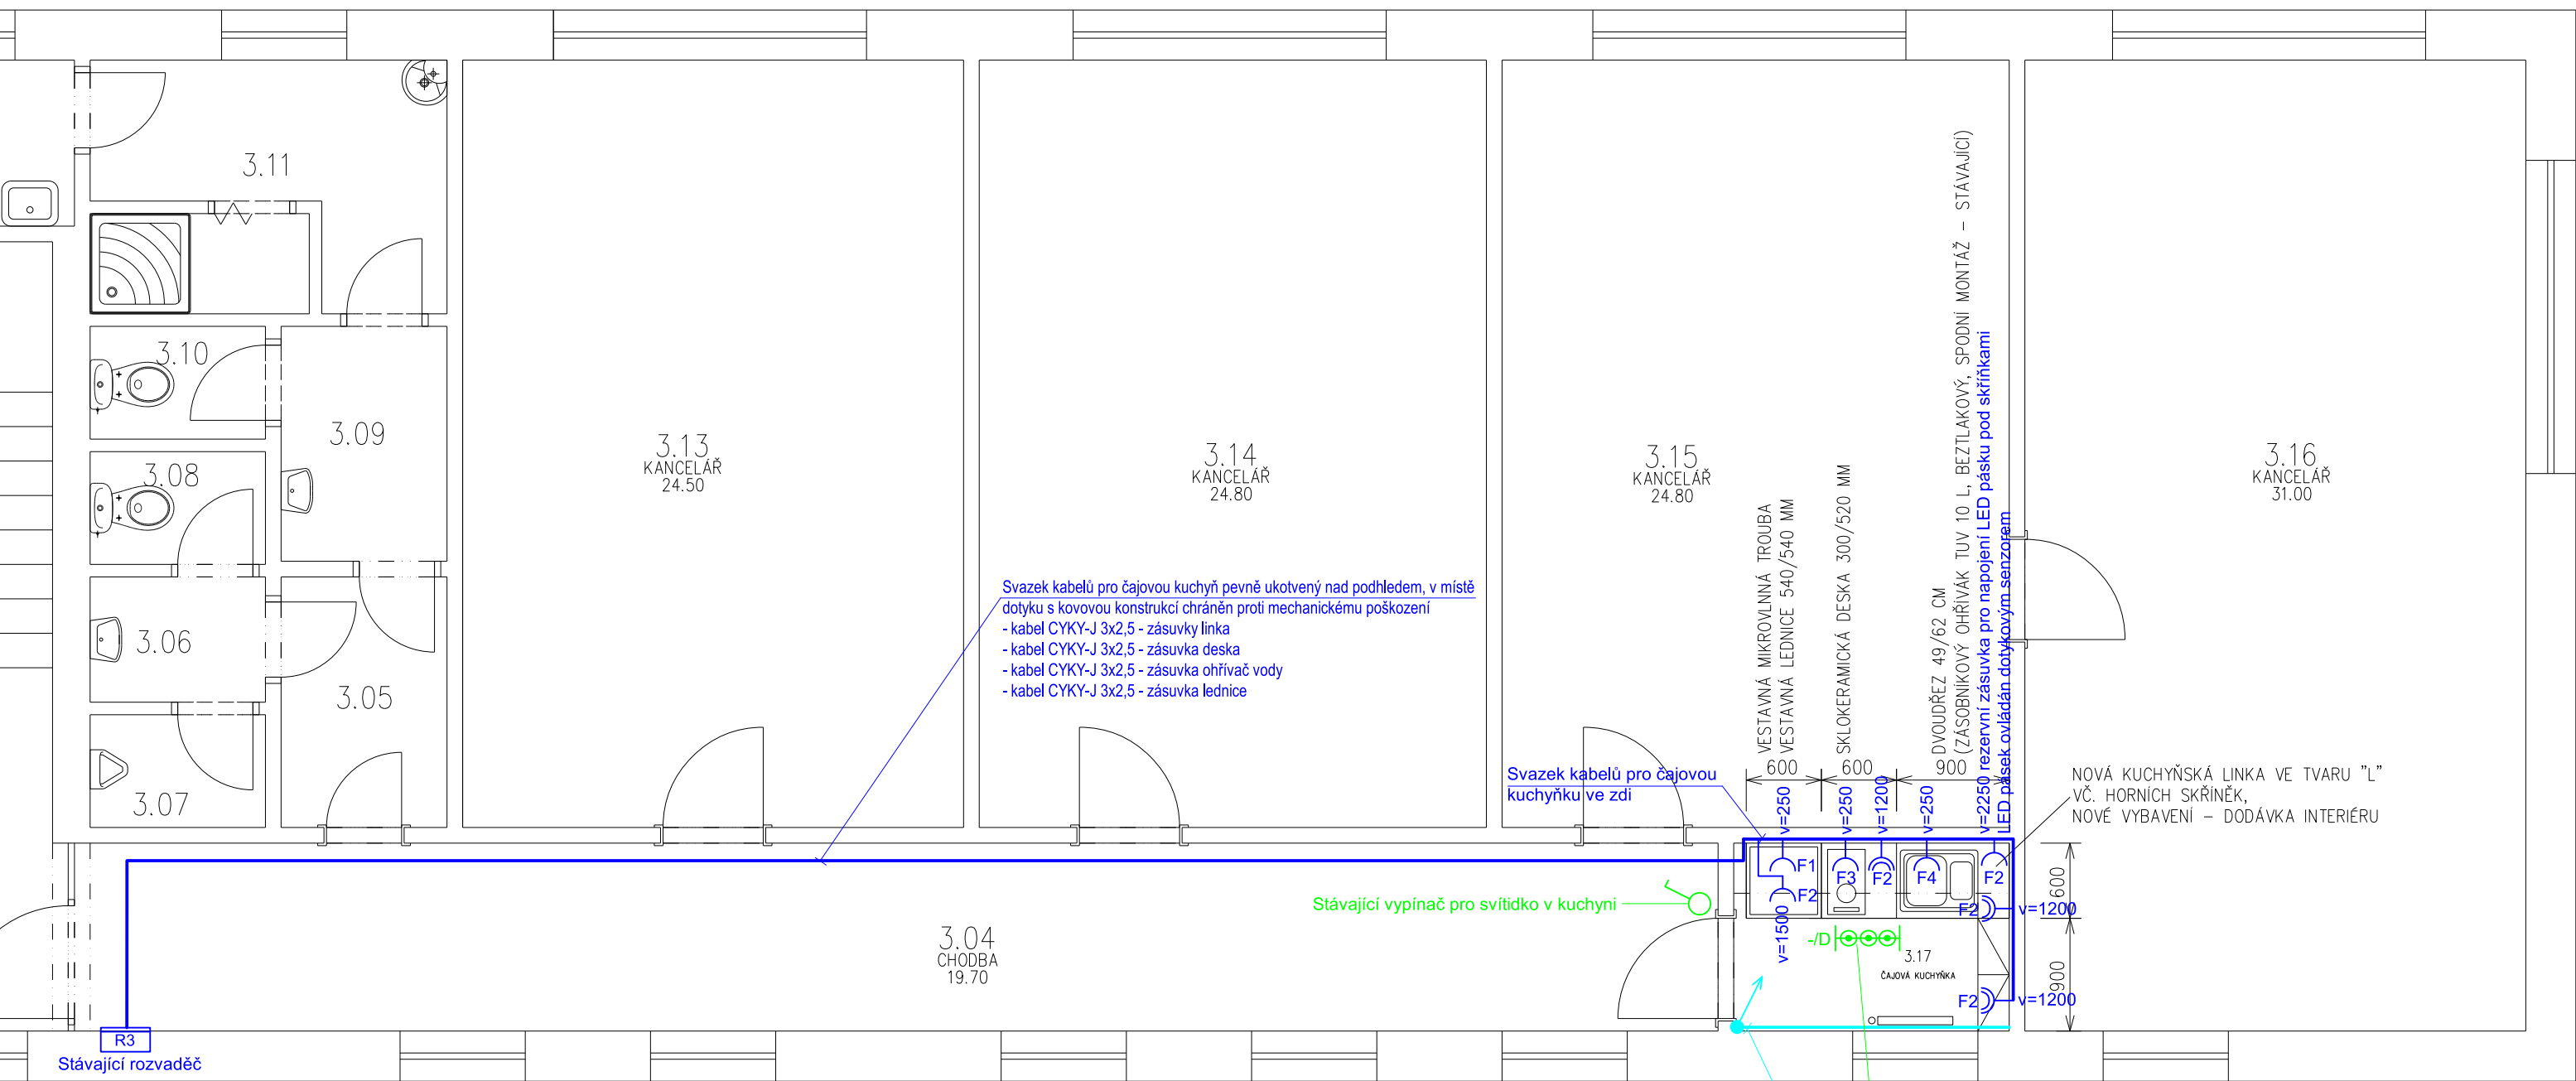 3.11
3.10
3.09
3.08
3.06
3.05
3.07
3.13
KANCELÁŘ
24.50
3.14
KANCELÁŘ
24.80
3.15
KANCELÁŘ
24.80
3.16
KANCELÁŘ
31.00
Svazek kabelů pro čajovou kuchyň pevně ukotvený nad podhledem, v místě
dotyku s kovovou konstrukcí chráněn proti mechanickému poškození
- kabel CYKY-J 3x2,5 - zásuvky linka
- kabel CYKY-J 3x2,5 - zásuvka deska
- kabel CYKY-J 3x2,5 - zásuvka ohřívač vody
- kabel CYKY-J 3x2,5 - zásuvka lednice
VESTAVNÁ MIKROVLNNÁ TROUBA
VESTAVNÁ LEDNICE 540/540 MM
SKLOKERAMICKÁ DESKA 300/520 MM
DVOUDŘEZ 49/62 CM
(ZÁSOBNÍKOVÝ OHŘÍVÁK TUV 10 L, BEZTLAKOVÝ, SPODNÍ MONTÁŽ – STÁVAJÍCÍ)
v=2250 rezervní zásuvka pro napojení LED pásku pod skříňkami
LED pásek ovládán dotykovým senzorem
600
600
900
Svazek kabelů pro čajovou
kuchyňku ve zdi
v=250
v=250
v=1200
v=250
NOVÁ KUCHYŇSKÁ LINKA VE TVARU "L"
VČ. HORNÍCH SKŘÍNĚK,
NOVÉ VYBAVENÍ – DODÁVKA INTERIÉRU
F1
F2
F3
F2
F4
F2
600
F2
v=1200
v=1500
Stávající vypínač pro svítidko v kuchyni
-/D
3.17
ČAJOVÁ KUCHYŇKA
900
F2
v=1200
3.04
CHODBA
19.70
R3
Stávající rozvaděč